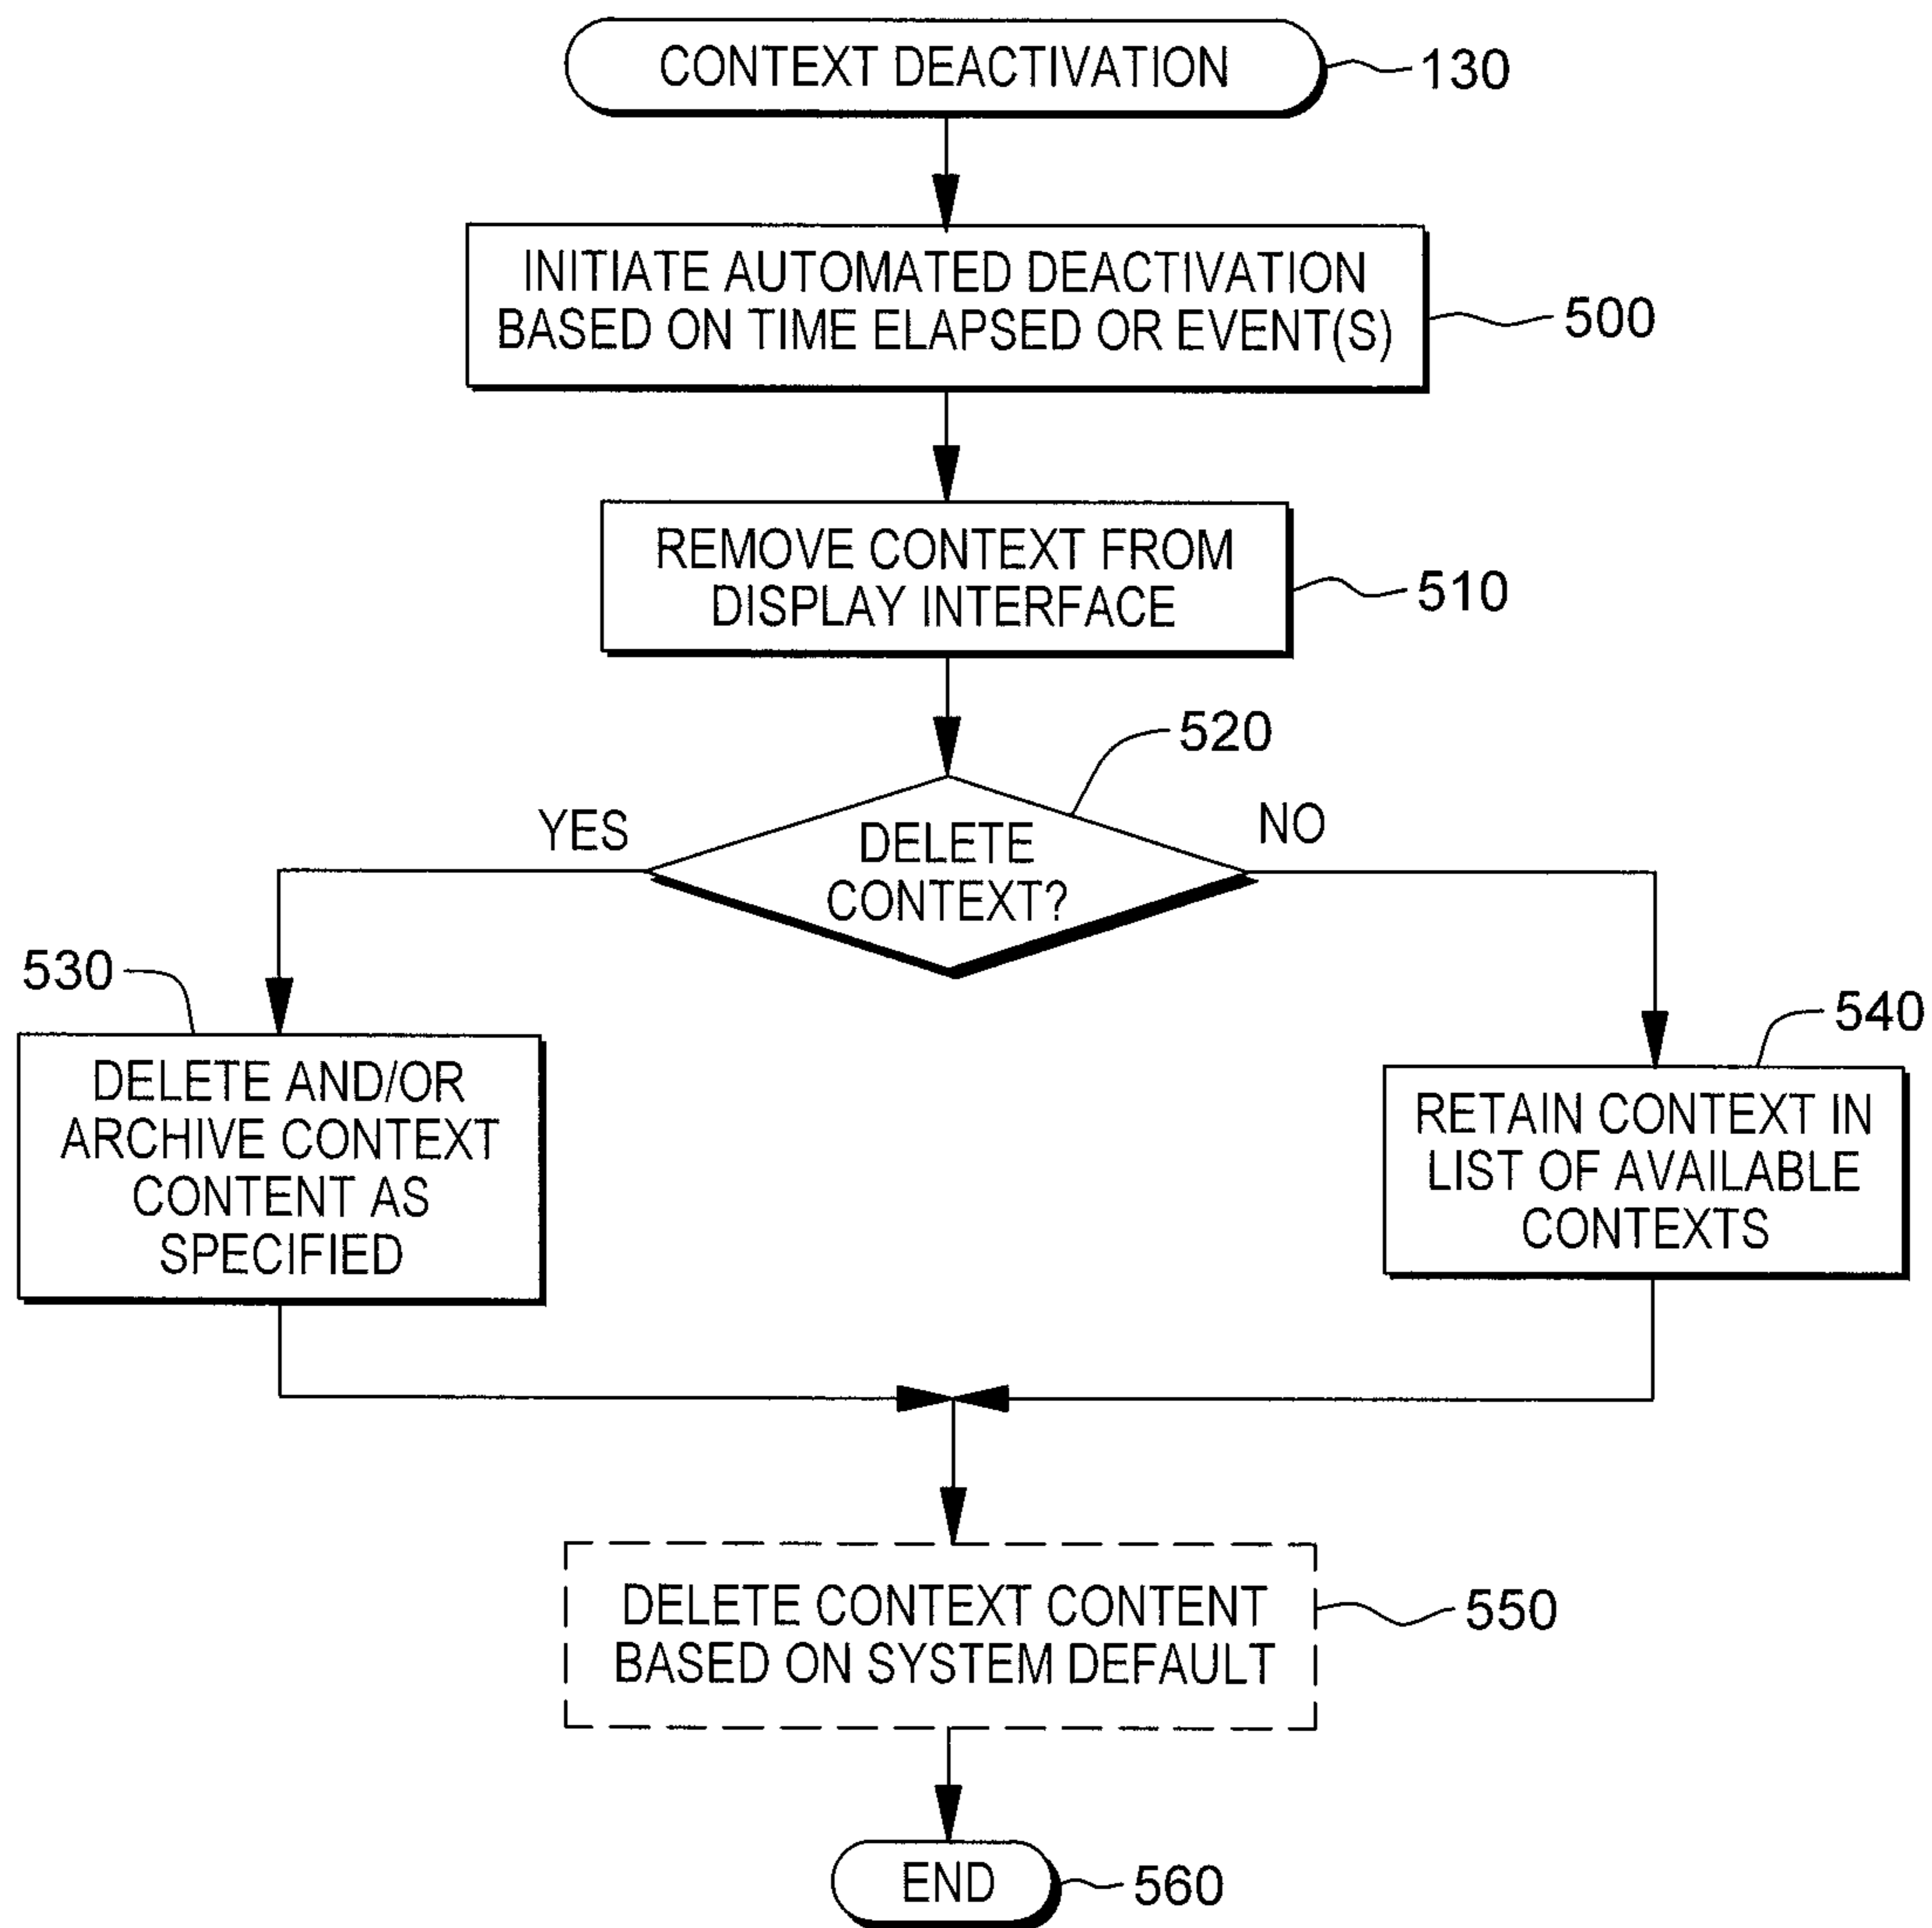 CONTEXT DEACTIVATION
130
INITIATE AUTOMATED DEACTIVATION
BASED ON TIME ELAPSED OR EVENT(S)
500
REMOVE CONTEXT FROM
DISPLAY INTERFACE
510
520
YES
NO
DELETE
CONTEXT?
530
DELETE AND/OR
ARCHIVE CONTEXT
CONTENT AS
SPECIFIED
540
RETAIN CONTEXT IN
LIST OF AVAILABLE
CONTEXTS
DELETE CONTEXT CONTENT
BASED ON SYSTEM DEFAULT
550
END
560